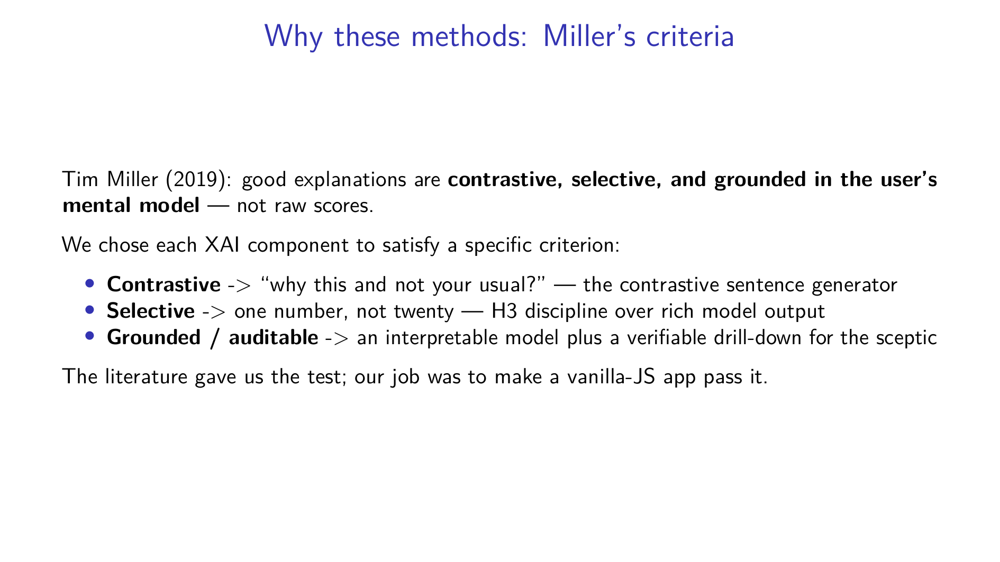 Why these methods: Miller’s criteria
Tim Miller (2019): good explanations are contrastive, selective, and grounded in the user’s
mental model — not raw scores.
We chose each XAI component to satisfy a specific criterion:
• Contrastive -> “why this and not your usual?” — the contrastive sentence generator
• Selective -> one number, not twenty — H3 discipline over rich model output
• Grounded / auditable -> an interpretable model plus a verifiable drill-down for the sceptic
The literature gave us the test; our job was to make a vanilla-JS app pass it.